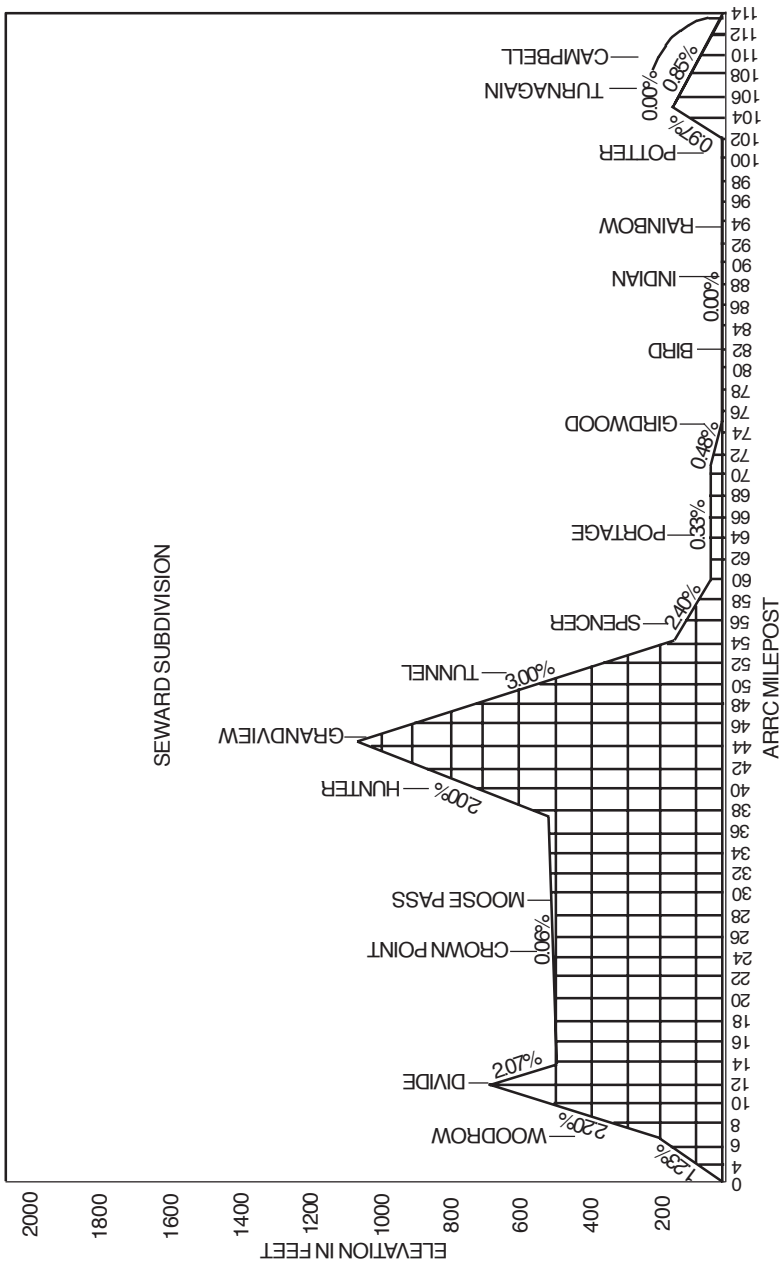 SEWARD SUBDIVISION
ELEVATION IN FEET
2000
1800
1600
1400
1200
1000
800
600
400
200
WOODROW
DIVIDE
CROWN POINT
MOOSE PASS
HUNTER
GRANDVIEW
TUNNEL
SPENCER
PORTAGE
GIRDWOOD
BIRD
INDIAN
RAINBOW
POTTER
TURNAGAIN
CAMPBELL
1.23%
2.20%
2.07%
0.06%
2.00%
3.00%
2.40%
0.33%
0.48%
0.00%
0.97%
0.00%
0.85%
0 4 6 8 10 12 14 16 18 20 22 24 26 28 30 32 34 36 38 40 42 44 46 48 50 52 54 56 58 60 62 64 66 68 70 72 74 76 78 80 82 84 86 88 90 92 94 96 98 100 102 104 106 108 110 112 114
ARRC MILEPOST